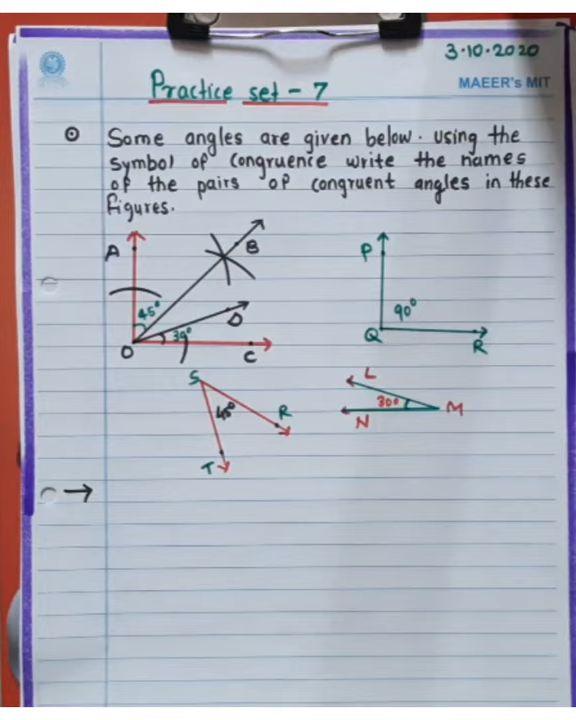 3.10.2020
MAEER's MIT
Practice set - 7
Some angles are given below. Using the
symbol of congruence write the names
of the pairs of congruent angles in these
figures.
A
B
45°
D
30°
O
C
P
90°
Q
R
S
45°
R
T
L
30°
M
N
→